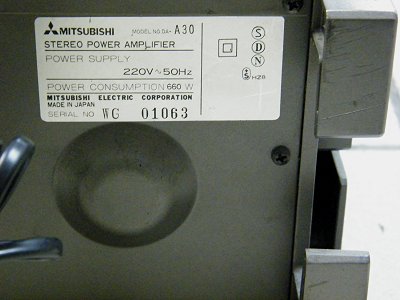 MITSUBISHI MODEL NO. DA- A30
STEREO POWER AMPLIFIER
POWER SUPPLY
220V ~ 50Hz
POWER CONSUMPTION 660 W
MITSUBISHI ELECTRIC CORPORATION
MADE IN JAPAN
SERIAL NO WG 01063
S
D
N
HZB